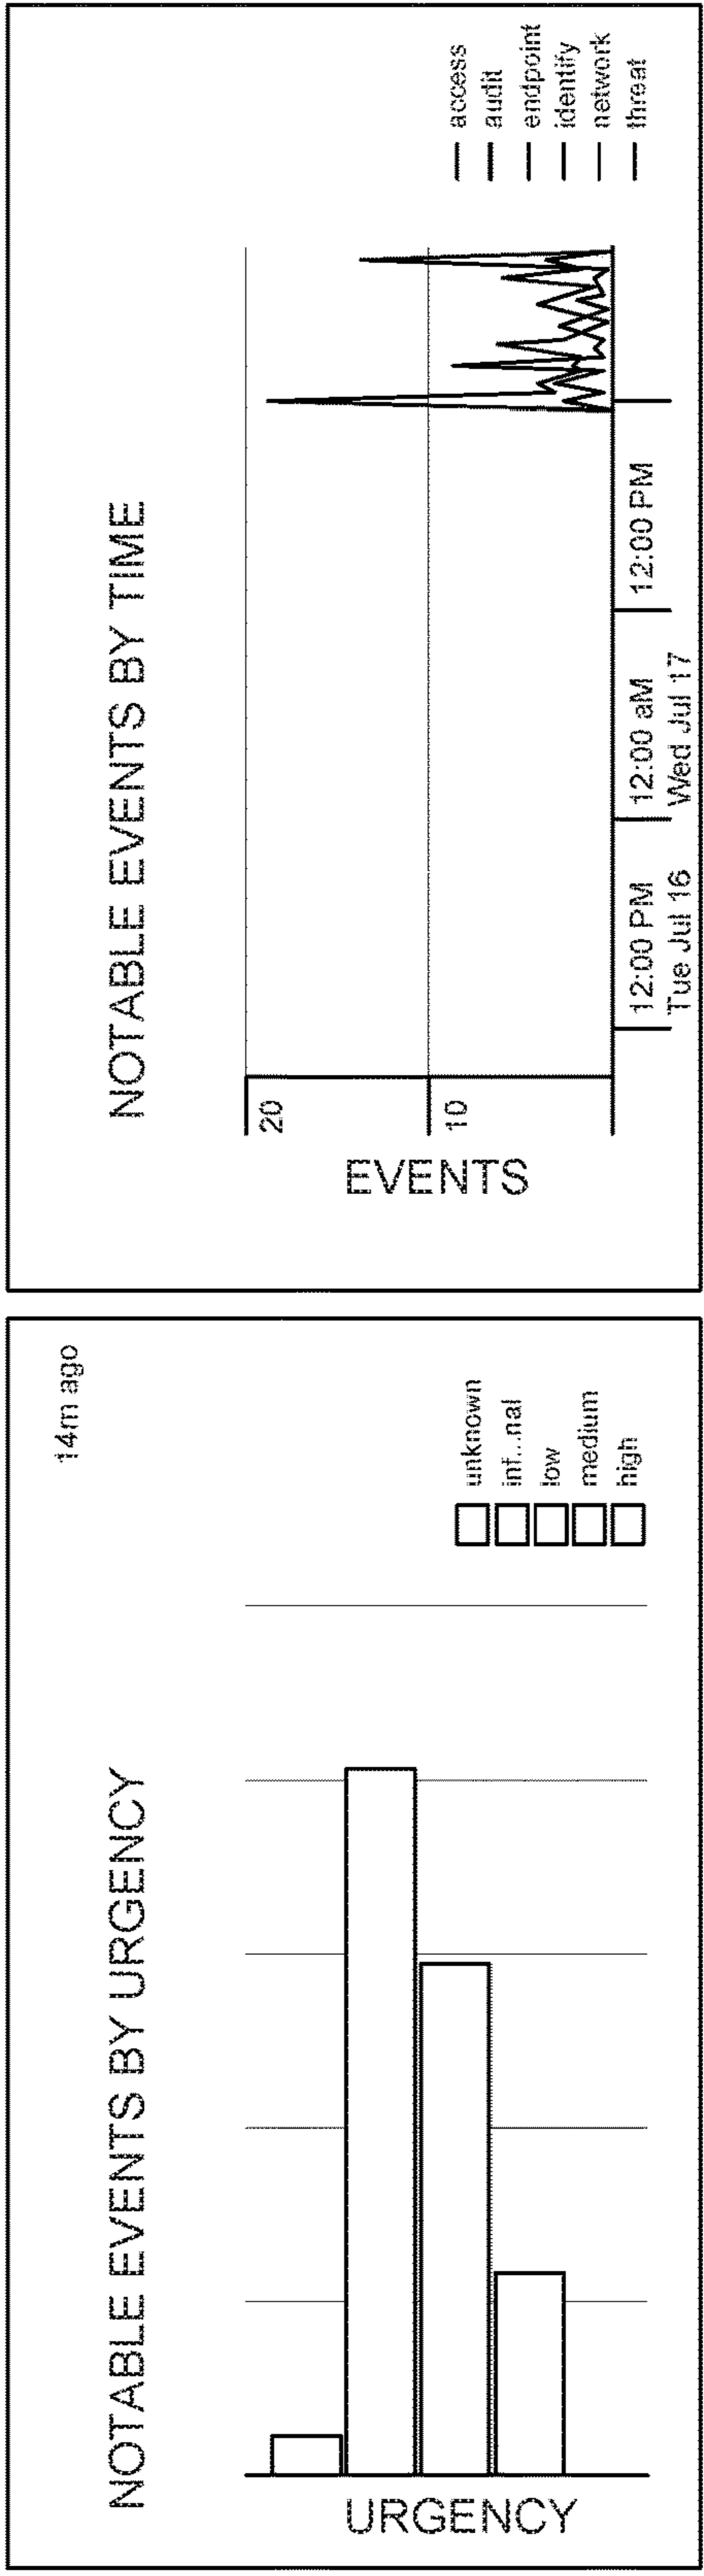 NOTABLE EVENTS BY URGENCY
14m ago
URGENCY
unknown
inf...nal
low
medium
high
NOTABLE EVENTS BY TIME
EVENTS
20
10
12:00 PM
Tue Jul 16
12:00 aM
Wed Jul 17
12:00 PM
access
audit
endpoint
identify
network
threat